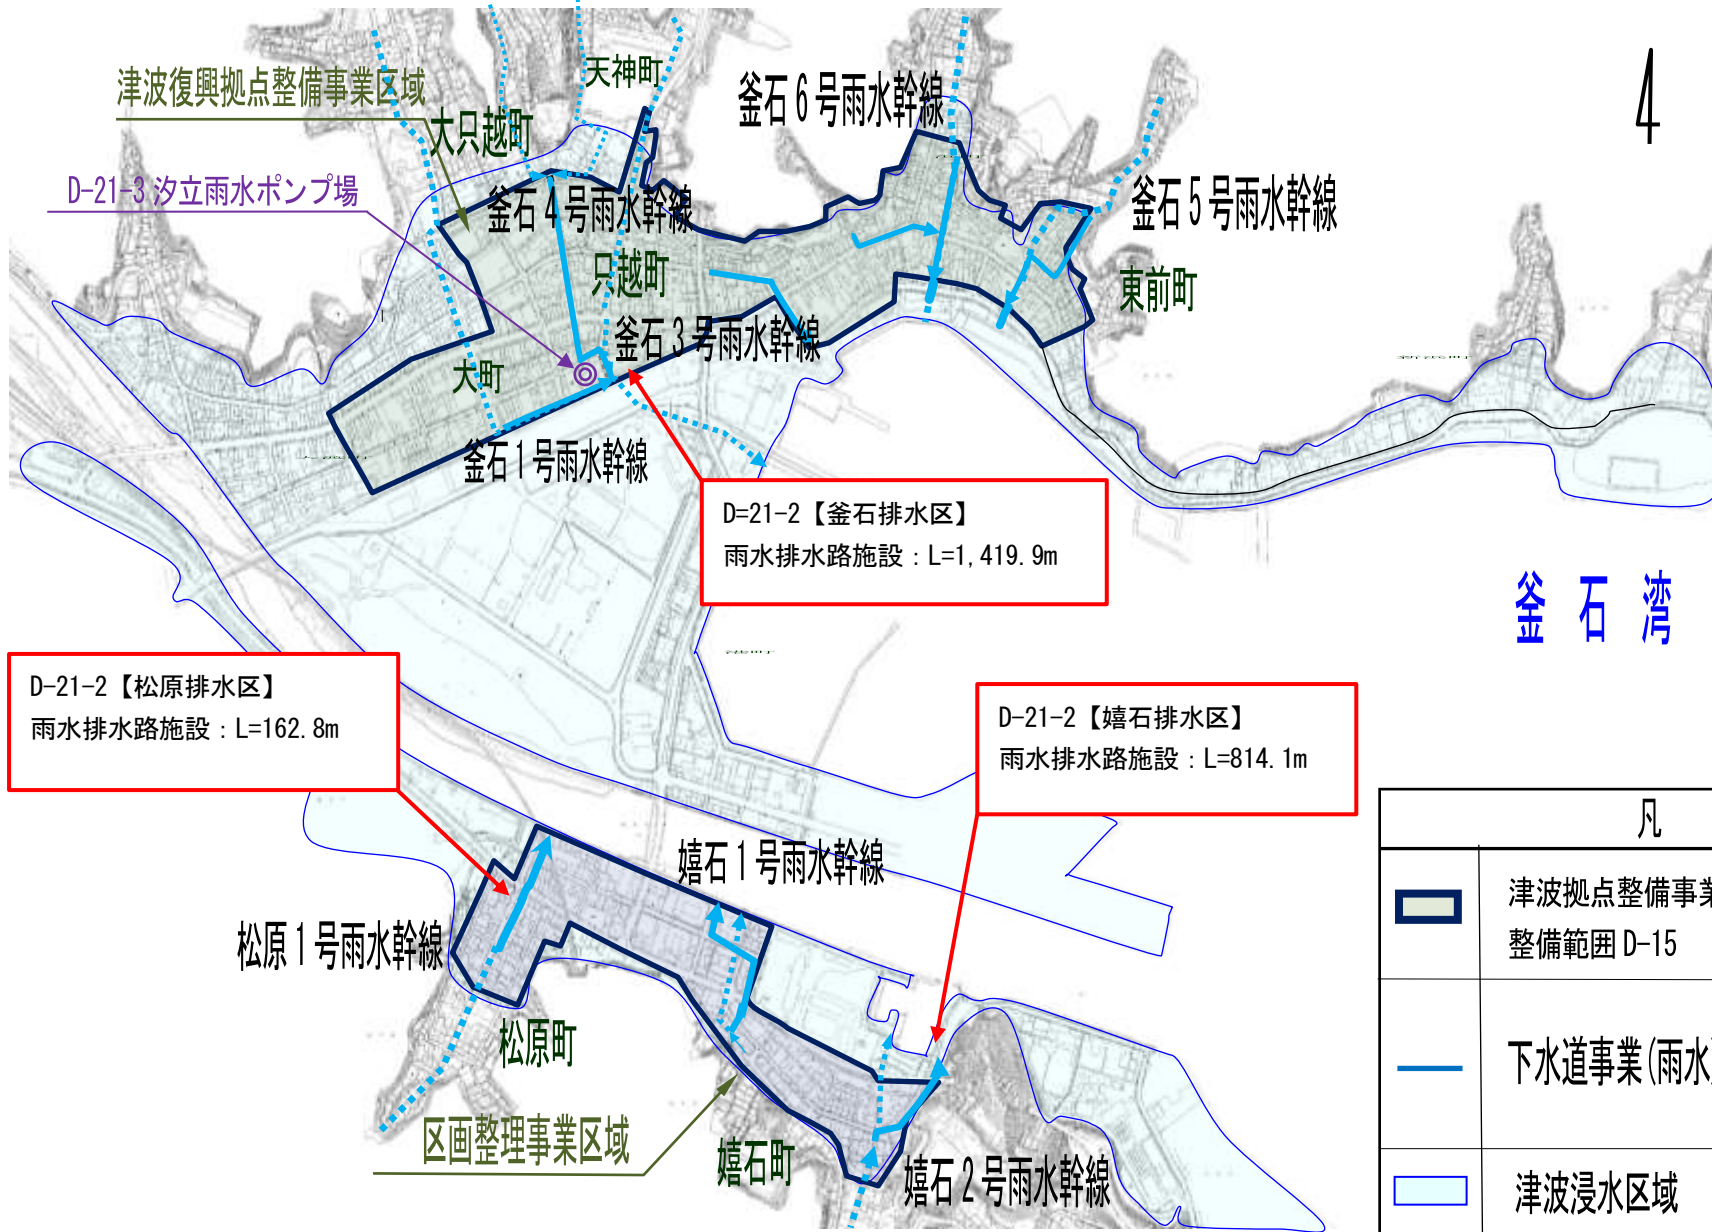 4
津波復興拠点整備事業区域
天神町
大只越町
釜石6号雨水幹線
D-21-3 汐立雨水ポンプ場
釜石4号雨水幹線
釜石5号雨水幹線
只越町
東前町
釜石3号雨水幹線
大町
釜石1号雨水幹線
D=21-2【釜石排水区】
雨水排水路施設：L=1,419.9m
釜石湾
D-21-2【松原排水区】
雨水排水路施設：L=162.8m
D-21-2【嬉石排水区】
雨水排水路施設：L=814.1m
嬉石1号雨水幹線
松原1号雨水幹線
松原町
区画整理事業区域
嬉石町
嬉石2号雨水幹線
凡
津波拠点整備事業
整備範囲 D-15
下水道事業(雨水)
津波浸水区域